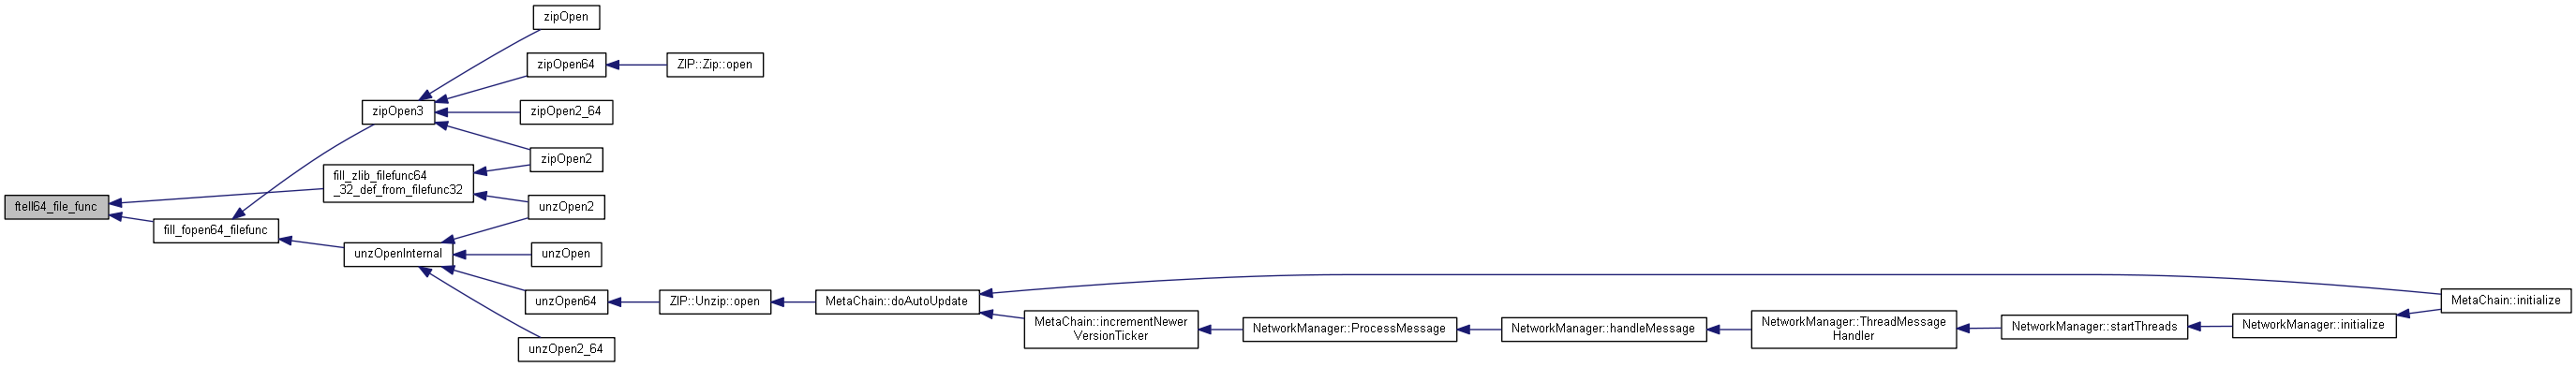 zipOpen
zipOpen64
ZIP::Zip::open
zipOpen3
zipOpen2_64
zipOpen2
fill_zlib_filefunc64
_32_def_from_filefunc32
ftell64_file_func
unzOpen2
fill_fopen64_filefunc
unzOpenInternal
unzOpen
unzOpen64
ZIP::Unzip::open
MetaChain::doAutoUpdate
MetaChain::initialize
MetaChain::incrementNewer
VersionTicker
NetworkManager::ProcessMessage
NetworkManager::handleMessage
NetworkManager::ThreadMessage
Handler
NetworkManager::startThreads
NetworkManager::initialize
unzOpen2_64